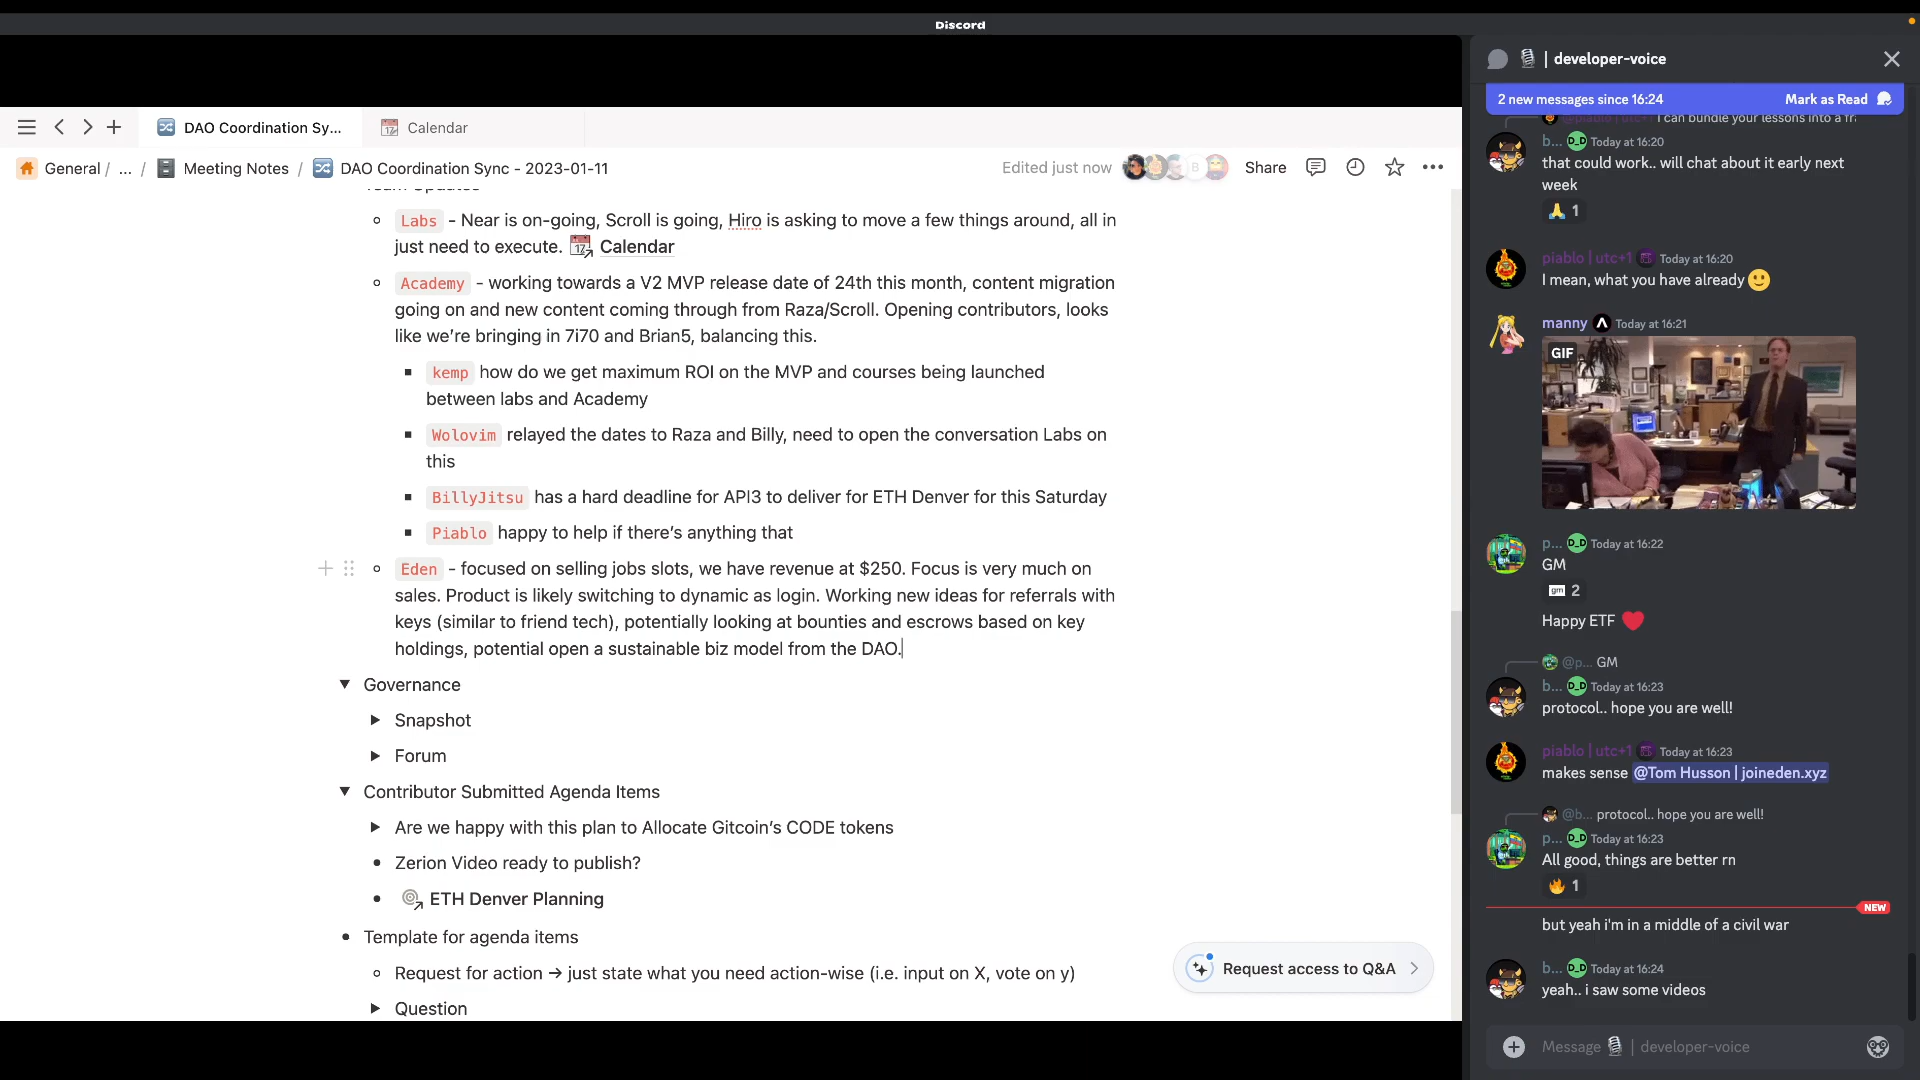 Discord
DAO Coordination Sy...
Calendar
General / ... / Meeting Notes / DAO Coordination Sync - 2023-01-11
Edited just now
B
Share
Team Updates
Labs - Near is on-going, Scroll is going, Hiro is asking to move a few things around, all in
just need to execute. Calendar
Academy - working towards a V2 MVP release date of 24th this month, content migration
going on and new content coming through from Raza/Scroll. Opening contributors, looks
like we're bringing in 7i70 and Brian5, balancing this.
kemp how do we get maximum ROI on the MVP and courses being launched
between labs and Academy
Wolovim relayed the dates to Raza and Billy, need to open the conversation Labs on
this
BillyJitsu has a hard deadline for API3 to deliver for ETH Denver for this Saturday
Piablo happy to help if there's anything that
Eden - focused on selling jobs slots, we have revenue at $250. Focus is very much on
sales. Product is likely switching to dynamic as login. Working new ideas for referrals with
keys (similar to friend tech), potentially looking at bounties and escrows based on key
holdings, potential open a sustainable biz model from the DAO.
Governance
Snapshot
Forum
Contributor Submitted Agenda Items
Are we happy with this plan to Allocate Gitcoin's CODE tokens
Zerion Video ready to publish?
ETH Denver Planning
Template for agenda items
Request for action → just state what you need action-wise (i.e. input on X, vote on y)
Question
Request access to Q&A
| developer-voice
2 new messages since 16:24 Mark as Read
@piablo | utc+1 I can bundle your lessons into a fra
b... D_D Today at 16:20
that could work.. will chat about it early next
week
🙏 1
piablo | utc+1 Today at 16:20
I mean, what you have already 🙂
manny Today at 16:21
GIF
p... D_D Today at 16:22
GM
gm 2
Happy ETF ❤️
@p... GM
b... D_D Today at 16:23
protocol.. hope you are well!
piablo | utc+1 Today at 16:23
makes sense @Tom Husson | joineden.xyz
@b... protocol.. hope you are well!
p... D_D Today at 16:23
All good, things are better rn
🔥 1
NEW
but yeah i'm in a middle of a civil war
b... D_D Today at 16:24
yeah.. i saw some videos
Message | developer-voice